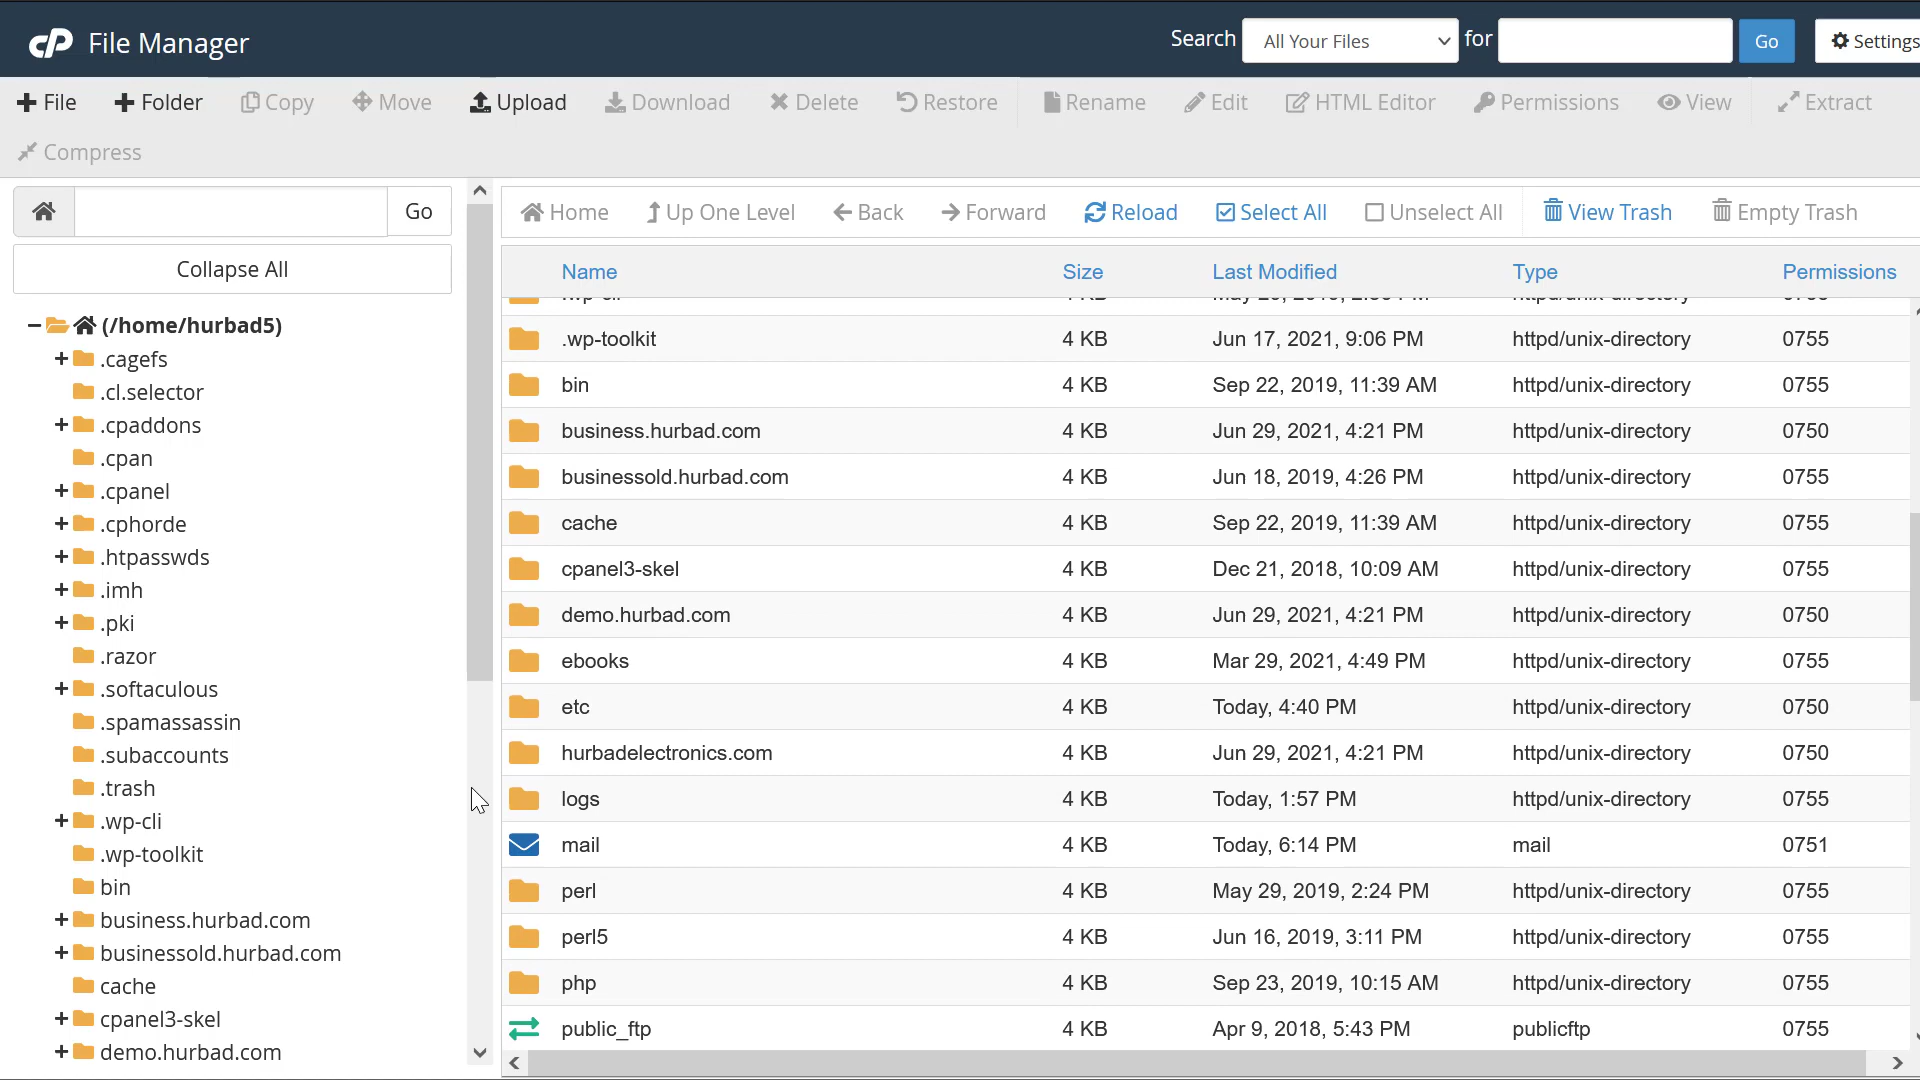 cP File Manager
Search All Your Files for Go Settings
File Folder Copy Move Upload Download Delete Restore Rename Edit HTML Editor Permissions View Extract
Compress
Go
Collapse All
(/home/hurbad5)
.cagefs
.cl.selector
.cpaddons
.cpan
.cpanel
.cphorde
.htpasswds
.imh
.pki
.razor
.softaculous
.spamassassin
.subaccounts
.trash
.wp-cli
.wp-toolkit
bin
business.hurbad.com
businessold.hurbad.com
cache
cpanel3-skel
demo.hurbad.com
Home Up One Level Back Forward Reload Select All Unselect All View Trash Empty Trash
Name Size Last Modified Type Permissions
.wp-toolkit 4 KB Jun 17, 2021, 9:06 PM httpd/unix-directory 0755
bin 4 KB Sep 22, 2019, 11:39 AM httpd/unix-directory 0755
business.hurbad.com 4 KB Jun 29, 2021, 4:21 PM httpd/unix-directory 0750
businessold.hurbad.com 4 KB Jun 18, 2019, 4:26 PM httpd/unix-directory 0755
cache 4 KB Sep 22, 2019, 11:39 AM httpd/unix-directory 0755
cpanel3-skel 4 KB Dec 21, 2018, 10:09 AM httpd/unix-directory 0755
demo.hurbad.com 4 KB Jun 29, 2021, 4:21 PM httpd/unix-directory 0750
ebooks 4 KB Mar 29, 2021, 4:49 PM httpd/unix-directory 0755
etc 4 KB Today, 4:40 PM httpd/unix-directory 0750
hurbadelectronics.com 4 KB Jun 29, 2021, 4:21 PM httpd/unix-directory 0750
logs 4 KB Today, 1:57 PM httpd/unix-directory 0755
mail 4 KB Today, 6:14 PM mail 0751
perl 4 KB May 29, 2019, 2:24 PM httpd/unix-directory 0755
perl5 4 KB Jun 16, 2019, 3:11 PM httpd/unix-directory 0755
php 4 KB Sep 23, 2019, 10:15 AM httpd/unix-directory 0755
public_ftp 4 KB Apr 9, 2018, 5:43 PM publicftp 0755